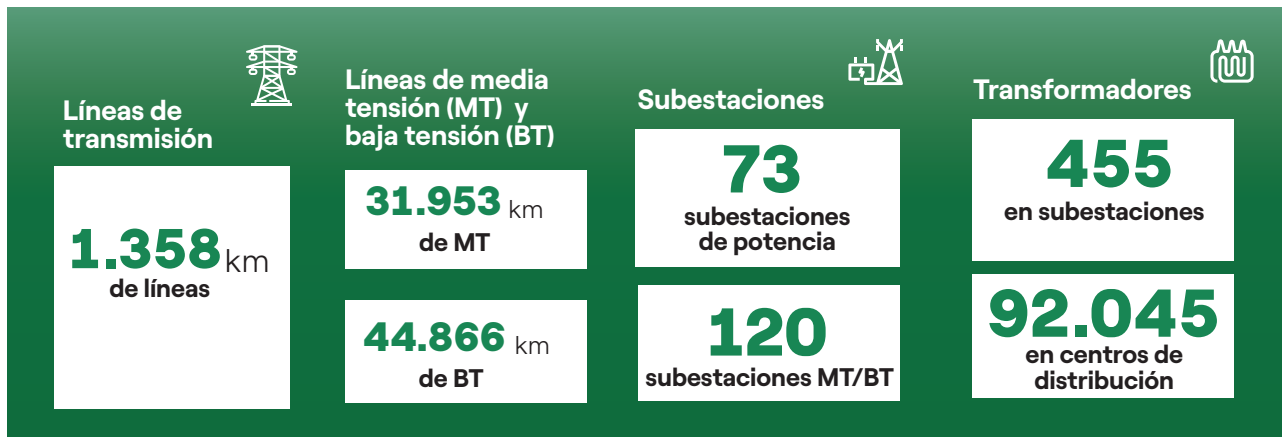 Líneas de
transmisión
1.358 km
de líneas
Líneas de media
tensión (MT) y
baja tensión (BT)
31.953 km
de MT
44.866 km
de BT
Subestaciones
73
subestaciones
de potencia
120
subestaciones MT/BT
Transformadores
455
en subestaciones
92.045
en centros de
distribución